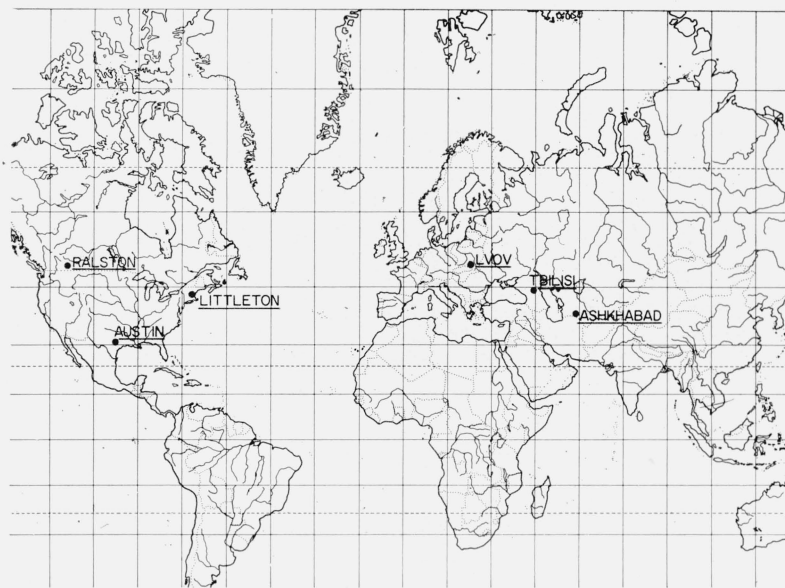 RALSTON
LVOV
TBILISI
LITTLETON
ASHKHABAD
AUSTIN